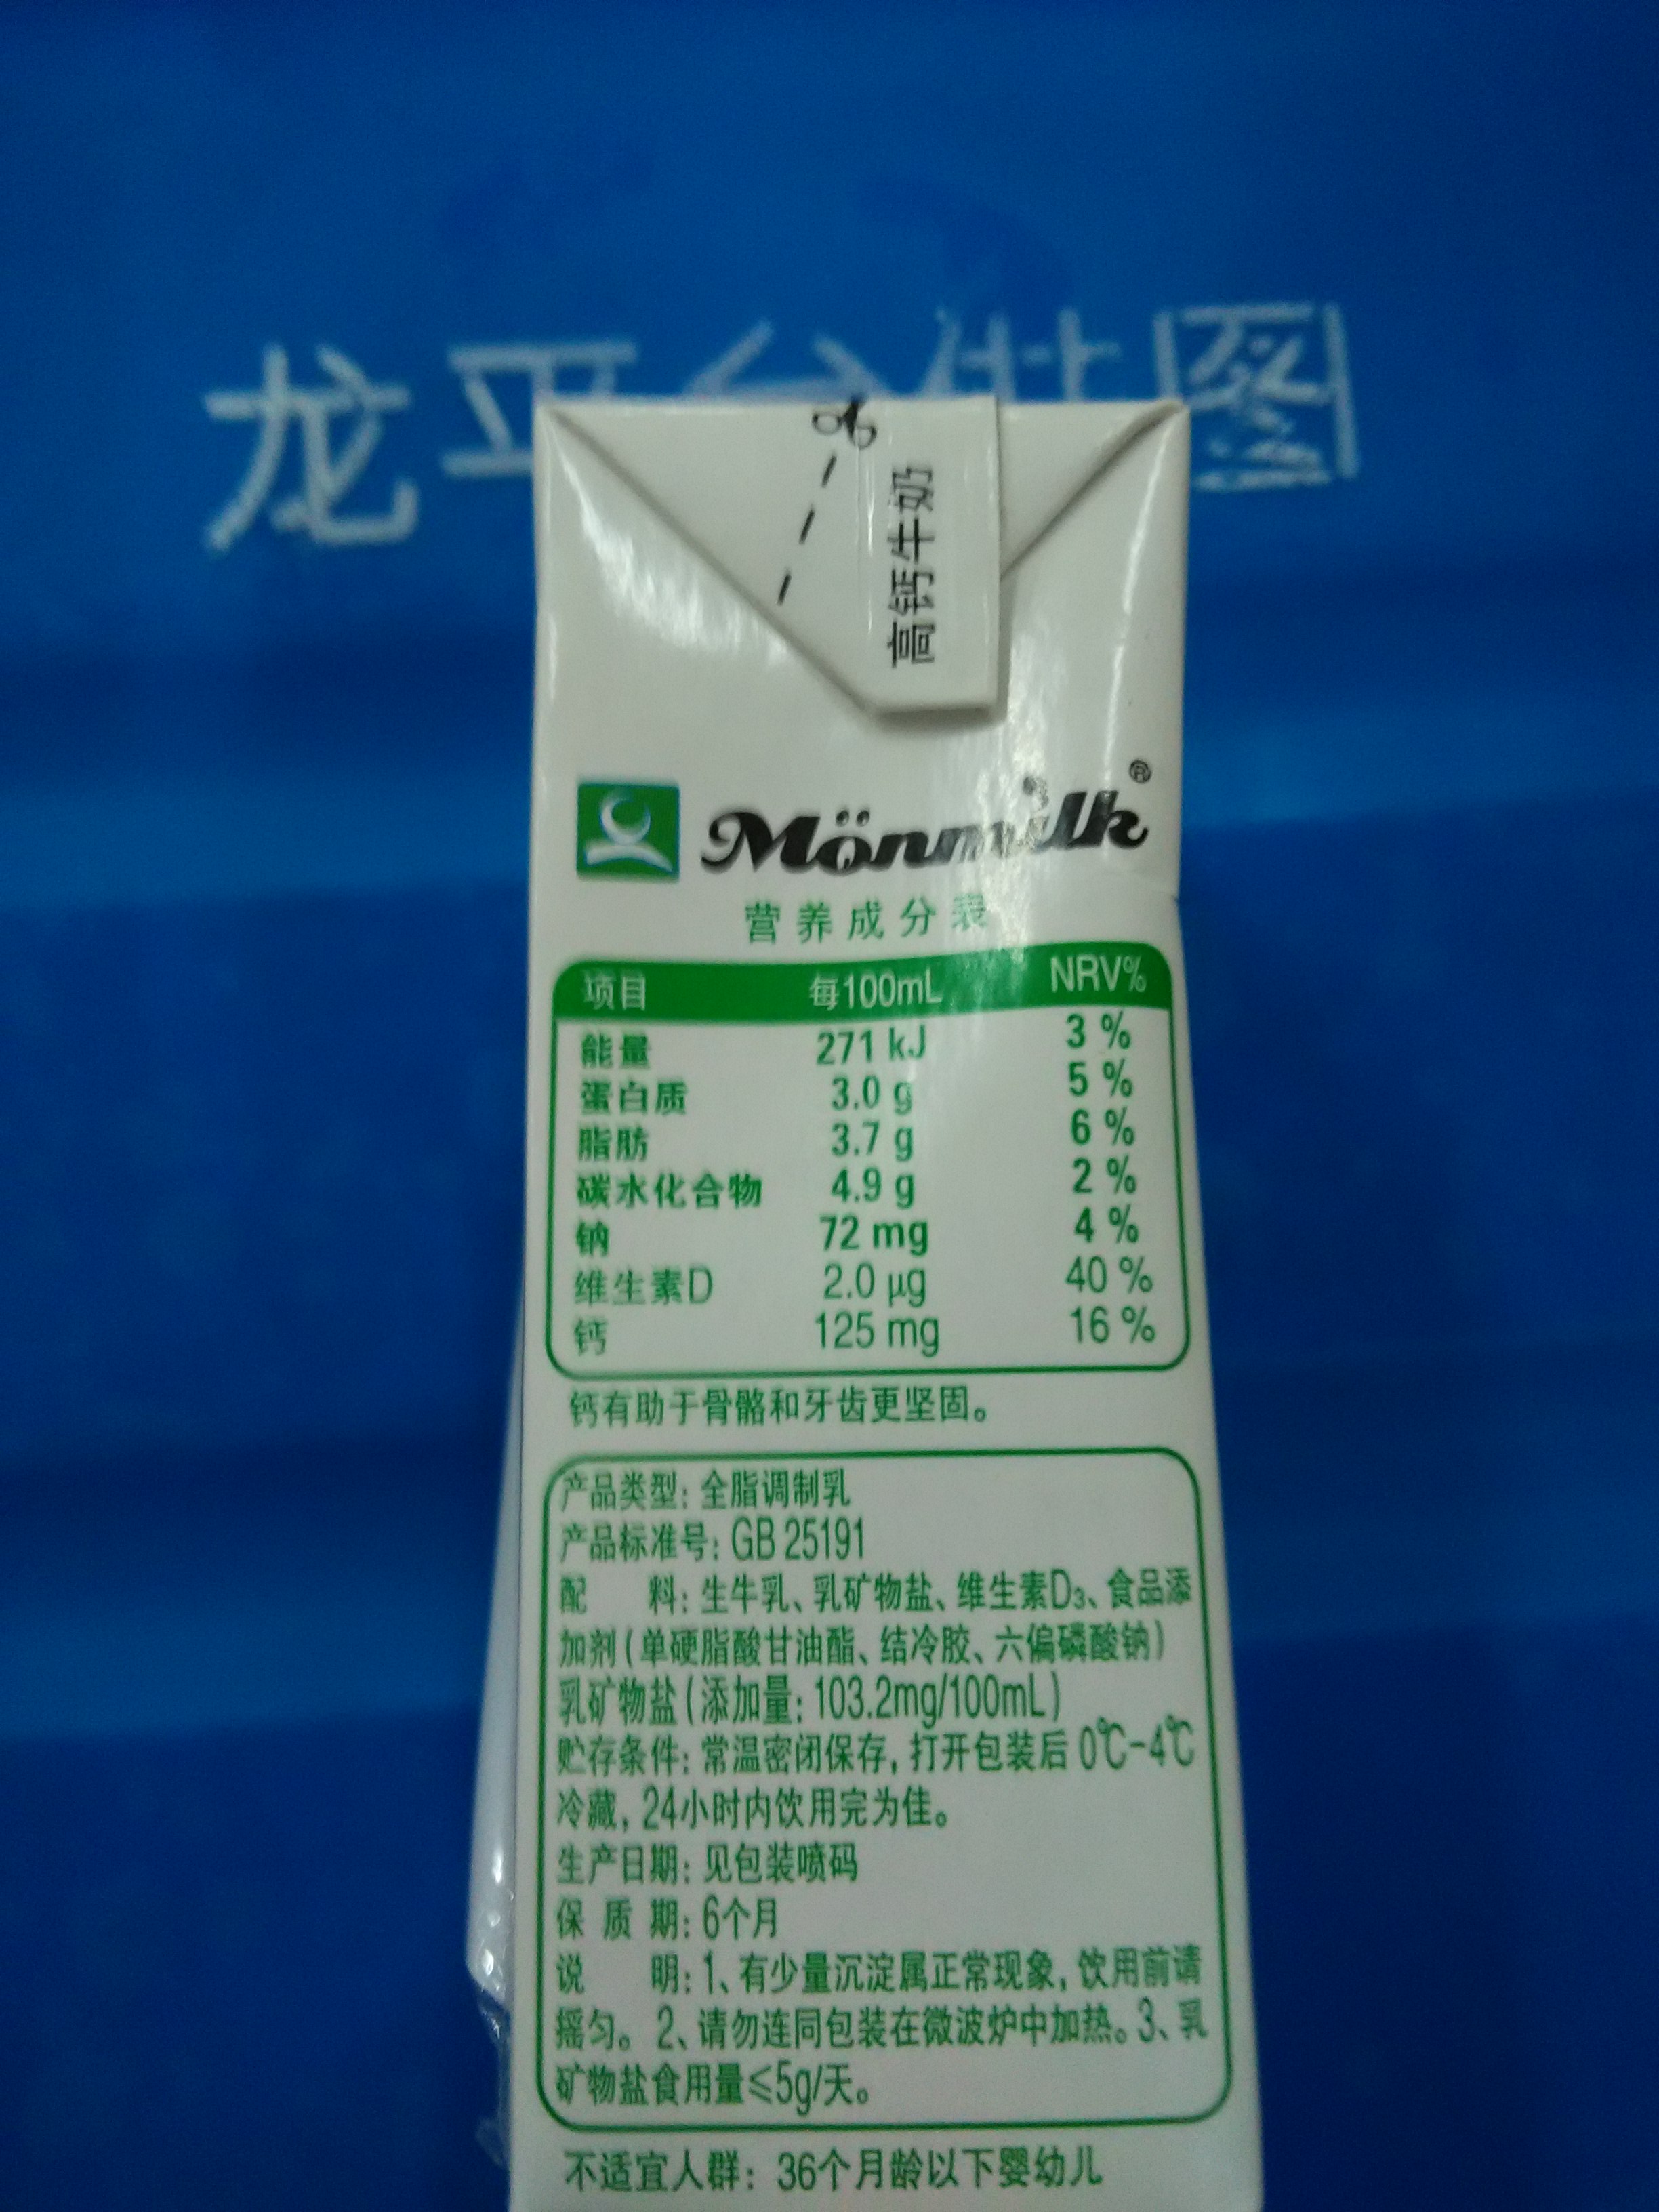 龙平台供图
高钙牛奶
Mönmilk®
营养成分表
项目 每100mL NRV%
能量 271 kJ 3 %
蛋白质 3.0 g 5 %
脂肪 3.7 g 6 %
碳水化合物 4.9 g 2 %
钠 72 mg 4 %
维生素D 2.0 μg 40 %
钙 125 mg 16 %
钙有助于骨骼和牙齿更坚固。
产品类型: 全脂调制乳
产品标准号: GB 25191
配 料: 生牛乳、乳矿物盐、维生素D₃、食品添
加剂(单硬脂酸甘油酯、结冷胶、六偏磷酸钠)
乳矿物盐(添加量: 103.2mg/100mL)
贮存条件: 常温密闭保存, 打开包装后 0℃-4℃
冷藏, 24小时内饮用完为佳。
生产日期: 见包装喷码
保 质 期: 6个月
说 明: 1、有少量沉淀属正常现象, 饮用前请
摇匀。2、请勿连同包装在微波炉中加热。3、乳
矿物盐食用量≤5g/天。
不适宜人群: 36个月龄以下婴幼儿